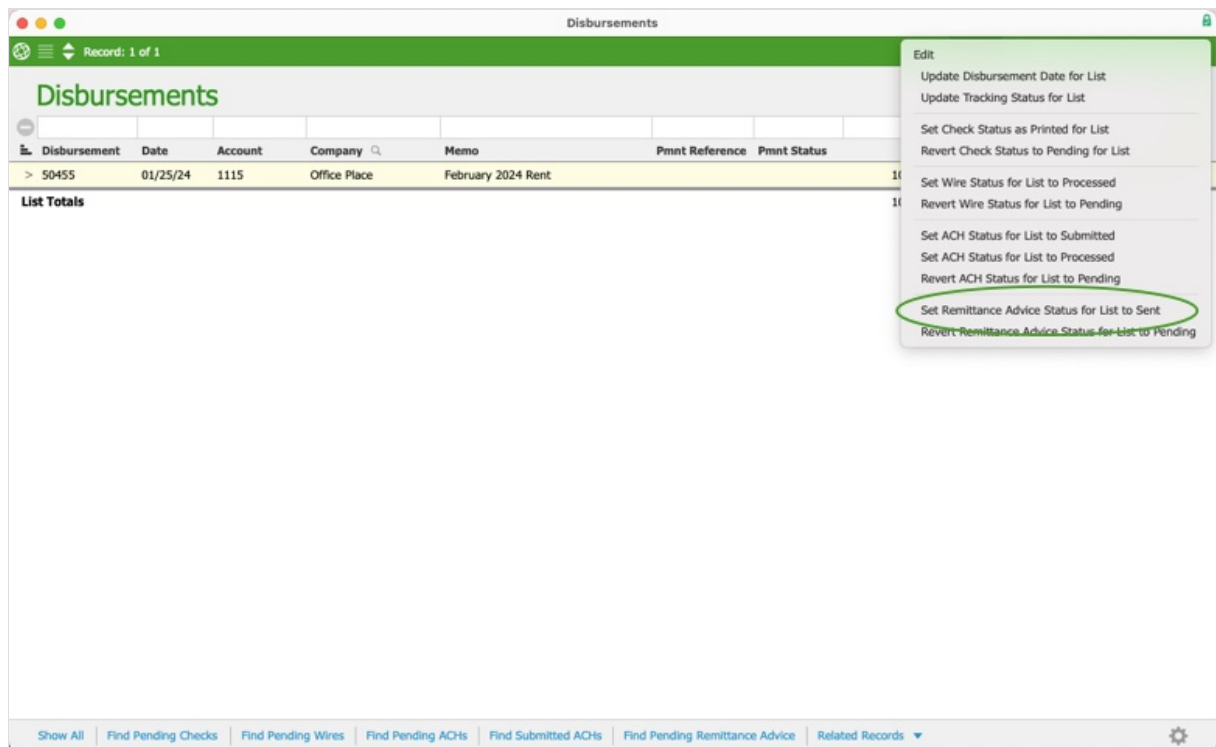 Disbursements
Record: 1 of 1
Disbursements
Disbursement Date Account Company Memo Pmnt Reference Pmnt Status
> 50455 01/25/24 1115 Office Place February 2024 Rent
List Totals
Edit
Update Disbursement Date for List
Update Tracking Status for List
Set Check Status as Printed for List
Revert Check Status to Pending for List
Set Wire Status for List to Processed
Revert Wire Status for List to Pending
Set ACH Status for List to Submitted
Set ACH Status for List to Processed
Revert ACH Status for List to Pending
Set Remittance Advice Status for List to Sent
Revert Remittance Advice Status for List to Pending
Show All Find Pending Checks Find Pending Wires Find Pending ACHs Find Submitted ACHs Find Pending Remittance Advice Related Records